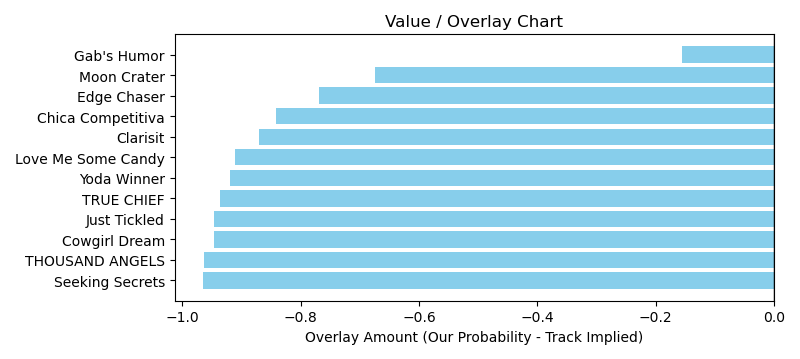 Value / Overlay Chart
Gab's Humor
Moon Crater
Edge Chaser
Chica Competitiva
Clarisit
Love Me Some Candy
Yoda Winner
TRUE CHIEF
Just Tickled
Cowgirl Dream
THOUSAND ANGELS
Seeking Secrets
−1.0 −0.8 −0.6 −0.4 −0.2 0.0
Overlay Amount (Our Probability - Track Implied)